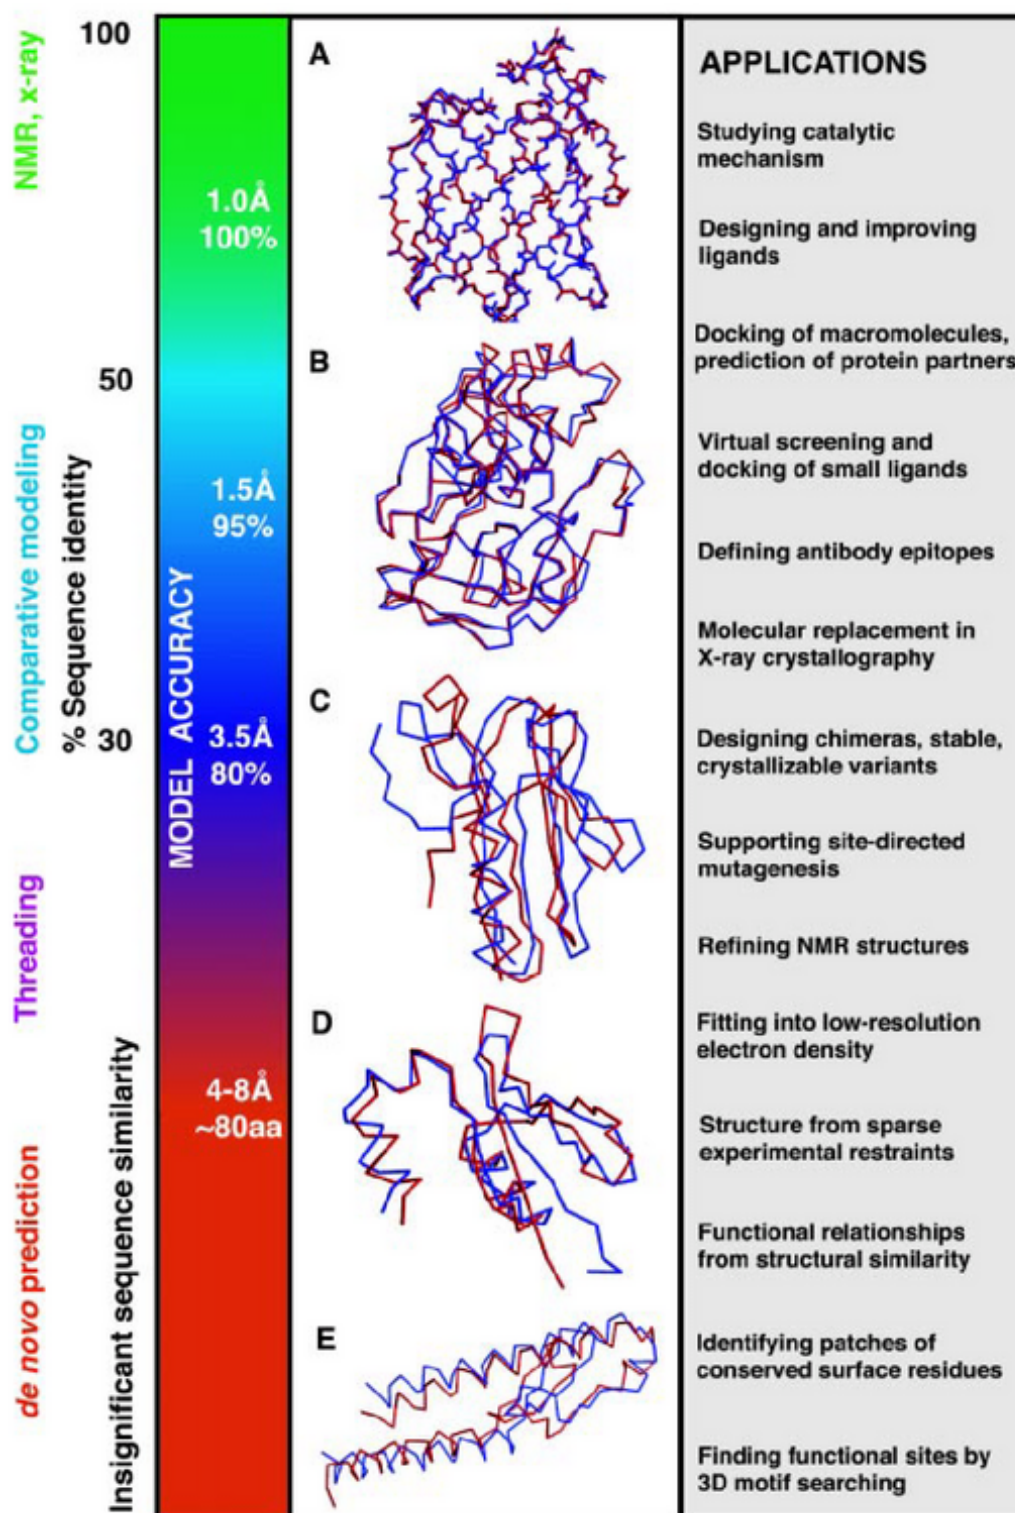 NMR, x-ray
Comparative modeling
Threading
de novo prediction
% Sequence identity
Insignificant sequence similarity
100
50
30
MODEL ACCURACY
1.0Å
100%
1.5Å
95%
3.5Å
80%
4-8Å
~80aa
A
B
C
D
E
APPLICATIONS
Studying catalytic
mechanism
Designing and improving
ligands
Docking of macromolecules,
prediction of protein partners
Virtual screening and
docking of small ligands
Defining antibody epitopes
Molecular replacement in
X-ray crystallography
Designing chimeras, stable,
crystallizable variants
Supporting site-directed
mutagenesis
Refining NMR structures
Fitting into low-resolution
electron density
Structure from sparse
experimental restraints
Functional relationships
from structural similarity
Identifying patches of
conserved surface residues
Finding functional sites by
3D motif searching